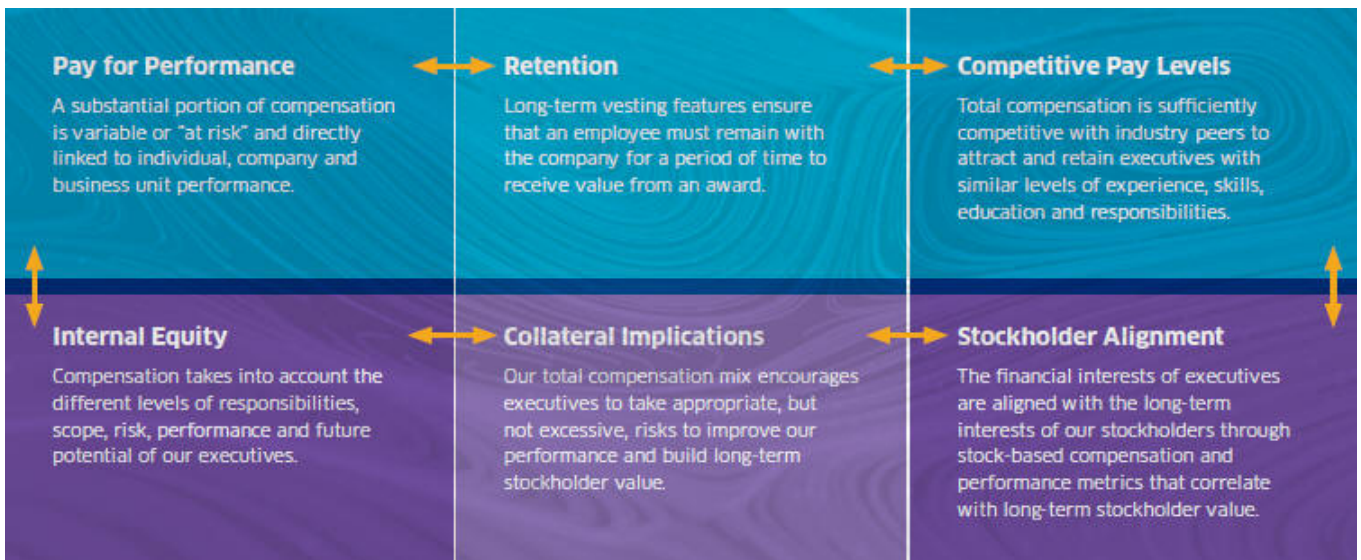 Pay for Performance
A substantial portion of compensation
is variable or "at risk" and directly
linked to individual, company and
business unit performance.
Retention
Long-term vesting features ensure
that an employee must remain with
the company for a period of time to
receive value from an award.
Competitive Pay Levels
Total compensation is sufficiently
competitive with industry peers to
attract and retain executives with
similar levels of experience, skills,
education and responsibilities.
Internal Equity
Compensation takes into account the
different levels of responsibilities,
scope, risk, performance and future
potential of our executives.
Collateral Implications
Our total compensation mix encourages
executives to take appropriate, but
not excessive, risks to improve our
performance and build long-term
stockholder value.
Stockholder Alignment
The financial interests of executives
are aligned with the long-term
interests of our stockholders through
stock-based compensation and
performance metrics that correlate
with long-term stockholder value.